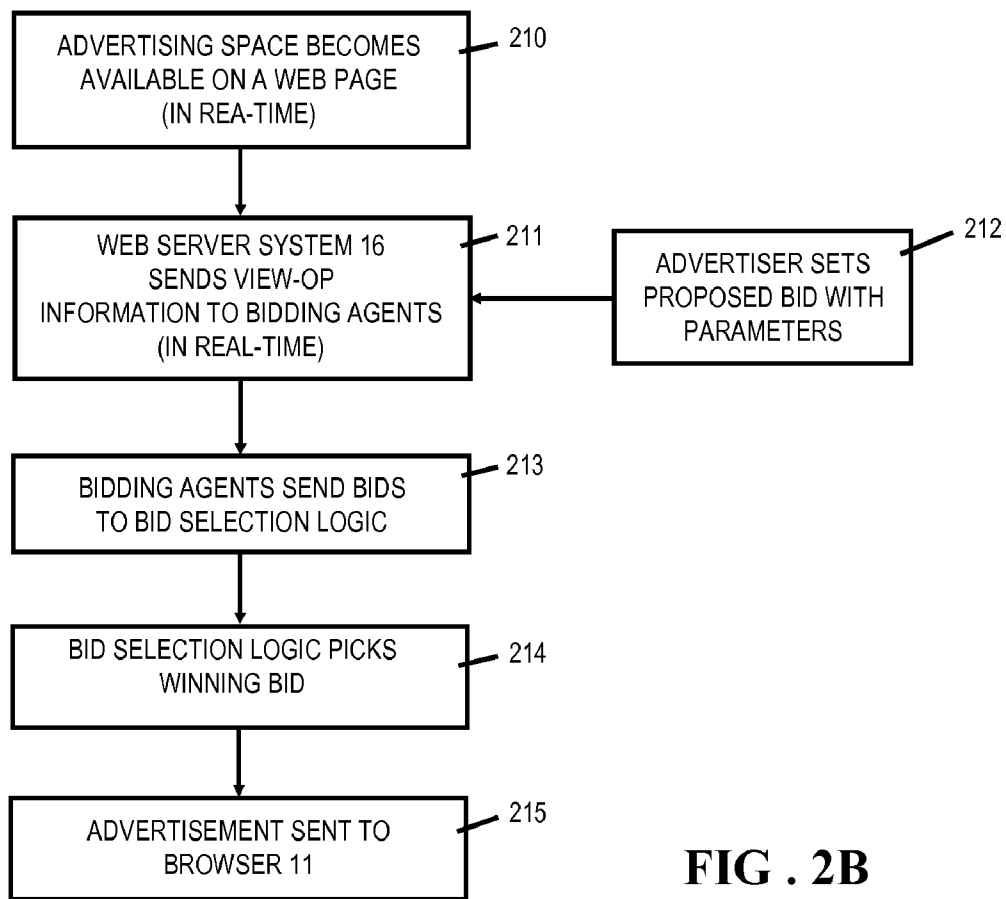 ADVERTISING SPACE BECOMES
AVAILABLE ON A WEB PAGE
(IN REA-TIME)
210
WEB SERVER SYSTEM 16
SENDS VIEW-OP
INFORMATION TO BIDDING AGENTS
(IN REAL-TIME)
211
ADVERTISER SETS
PROPOSED BID WITH
PARAMETERS
212
BIDDING AGENTS SEND BIDS
TO BID SELECTION LOGIC
213
BID SELECTION LOGIC PICKS
WINNING BID
214
ADVERTISEMENT SENT TO
BROWSER 11
215
FIG . 2B